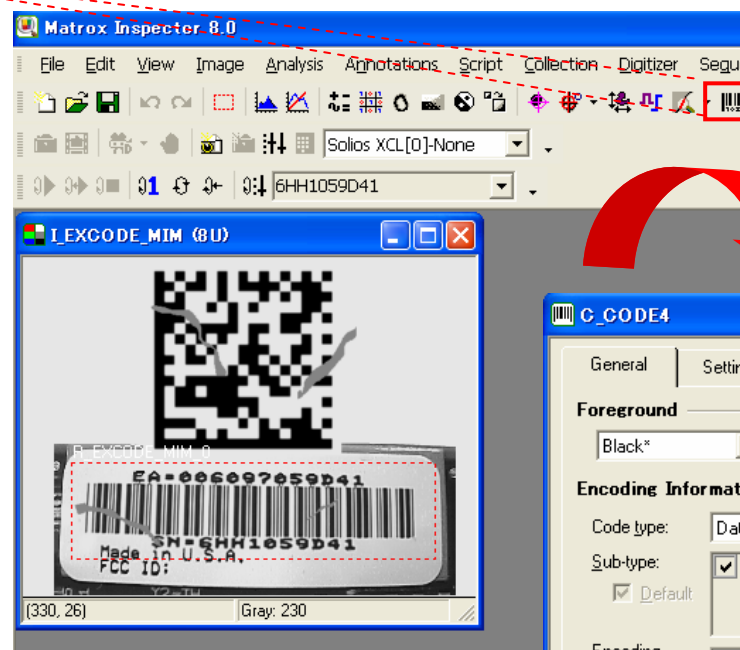 Matrox Inspector 8.0
File Edit View Image Analysis Annotations Script Collection Digitizer Sequ
Solios XCL[0]-None
6HH1059D41
I_EXCODE_MIM (8U)
R_EXCODE_MIM_0
EA-006097059D41
SN-6HH1059D41
Made in U.S.A.
FCC ID:
(330, 26) Gray: 230
C_CODE4
General Settin
Foreground
Black*
Encoding Informat
Code type: Dat
Sub-type:
Default
Encoding